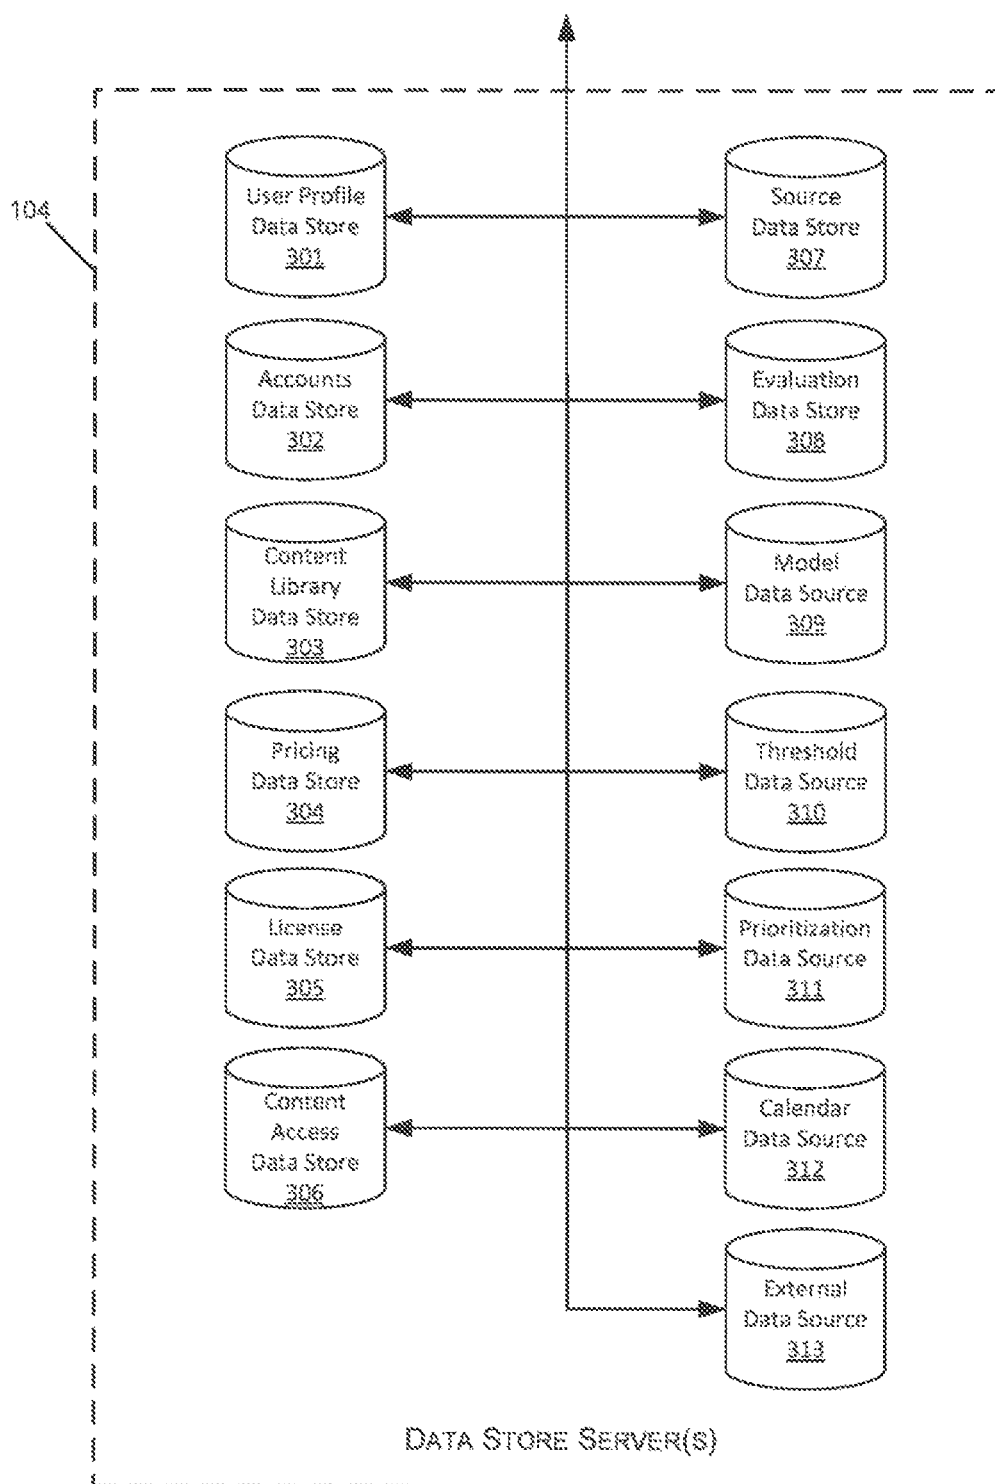 104
User Profile
Data Store
301
Accounts
Data Store
302
Content
Library
Data Store
303
Pricing
Data Store
304
License
Data Store
305
Content
Access
Data Store
306
Source
Data Store
307
Evaluation
Data Store
308
Model
Data Source
309
Threshold
Data Source
310
Prioritization
Data Source
311
Calendar
Data Source
312
External
Data Source
313
DATA STORE SERVER(S)